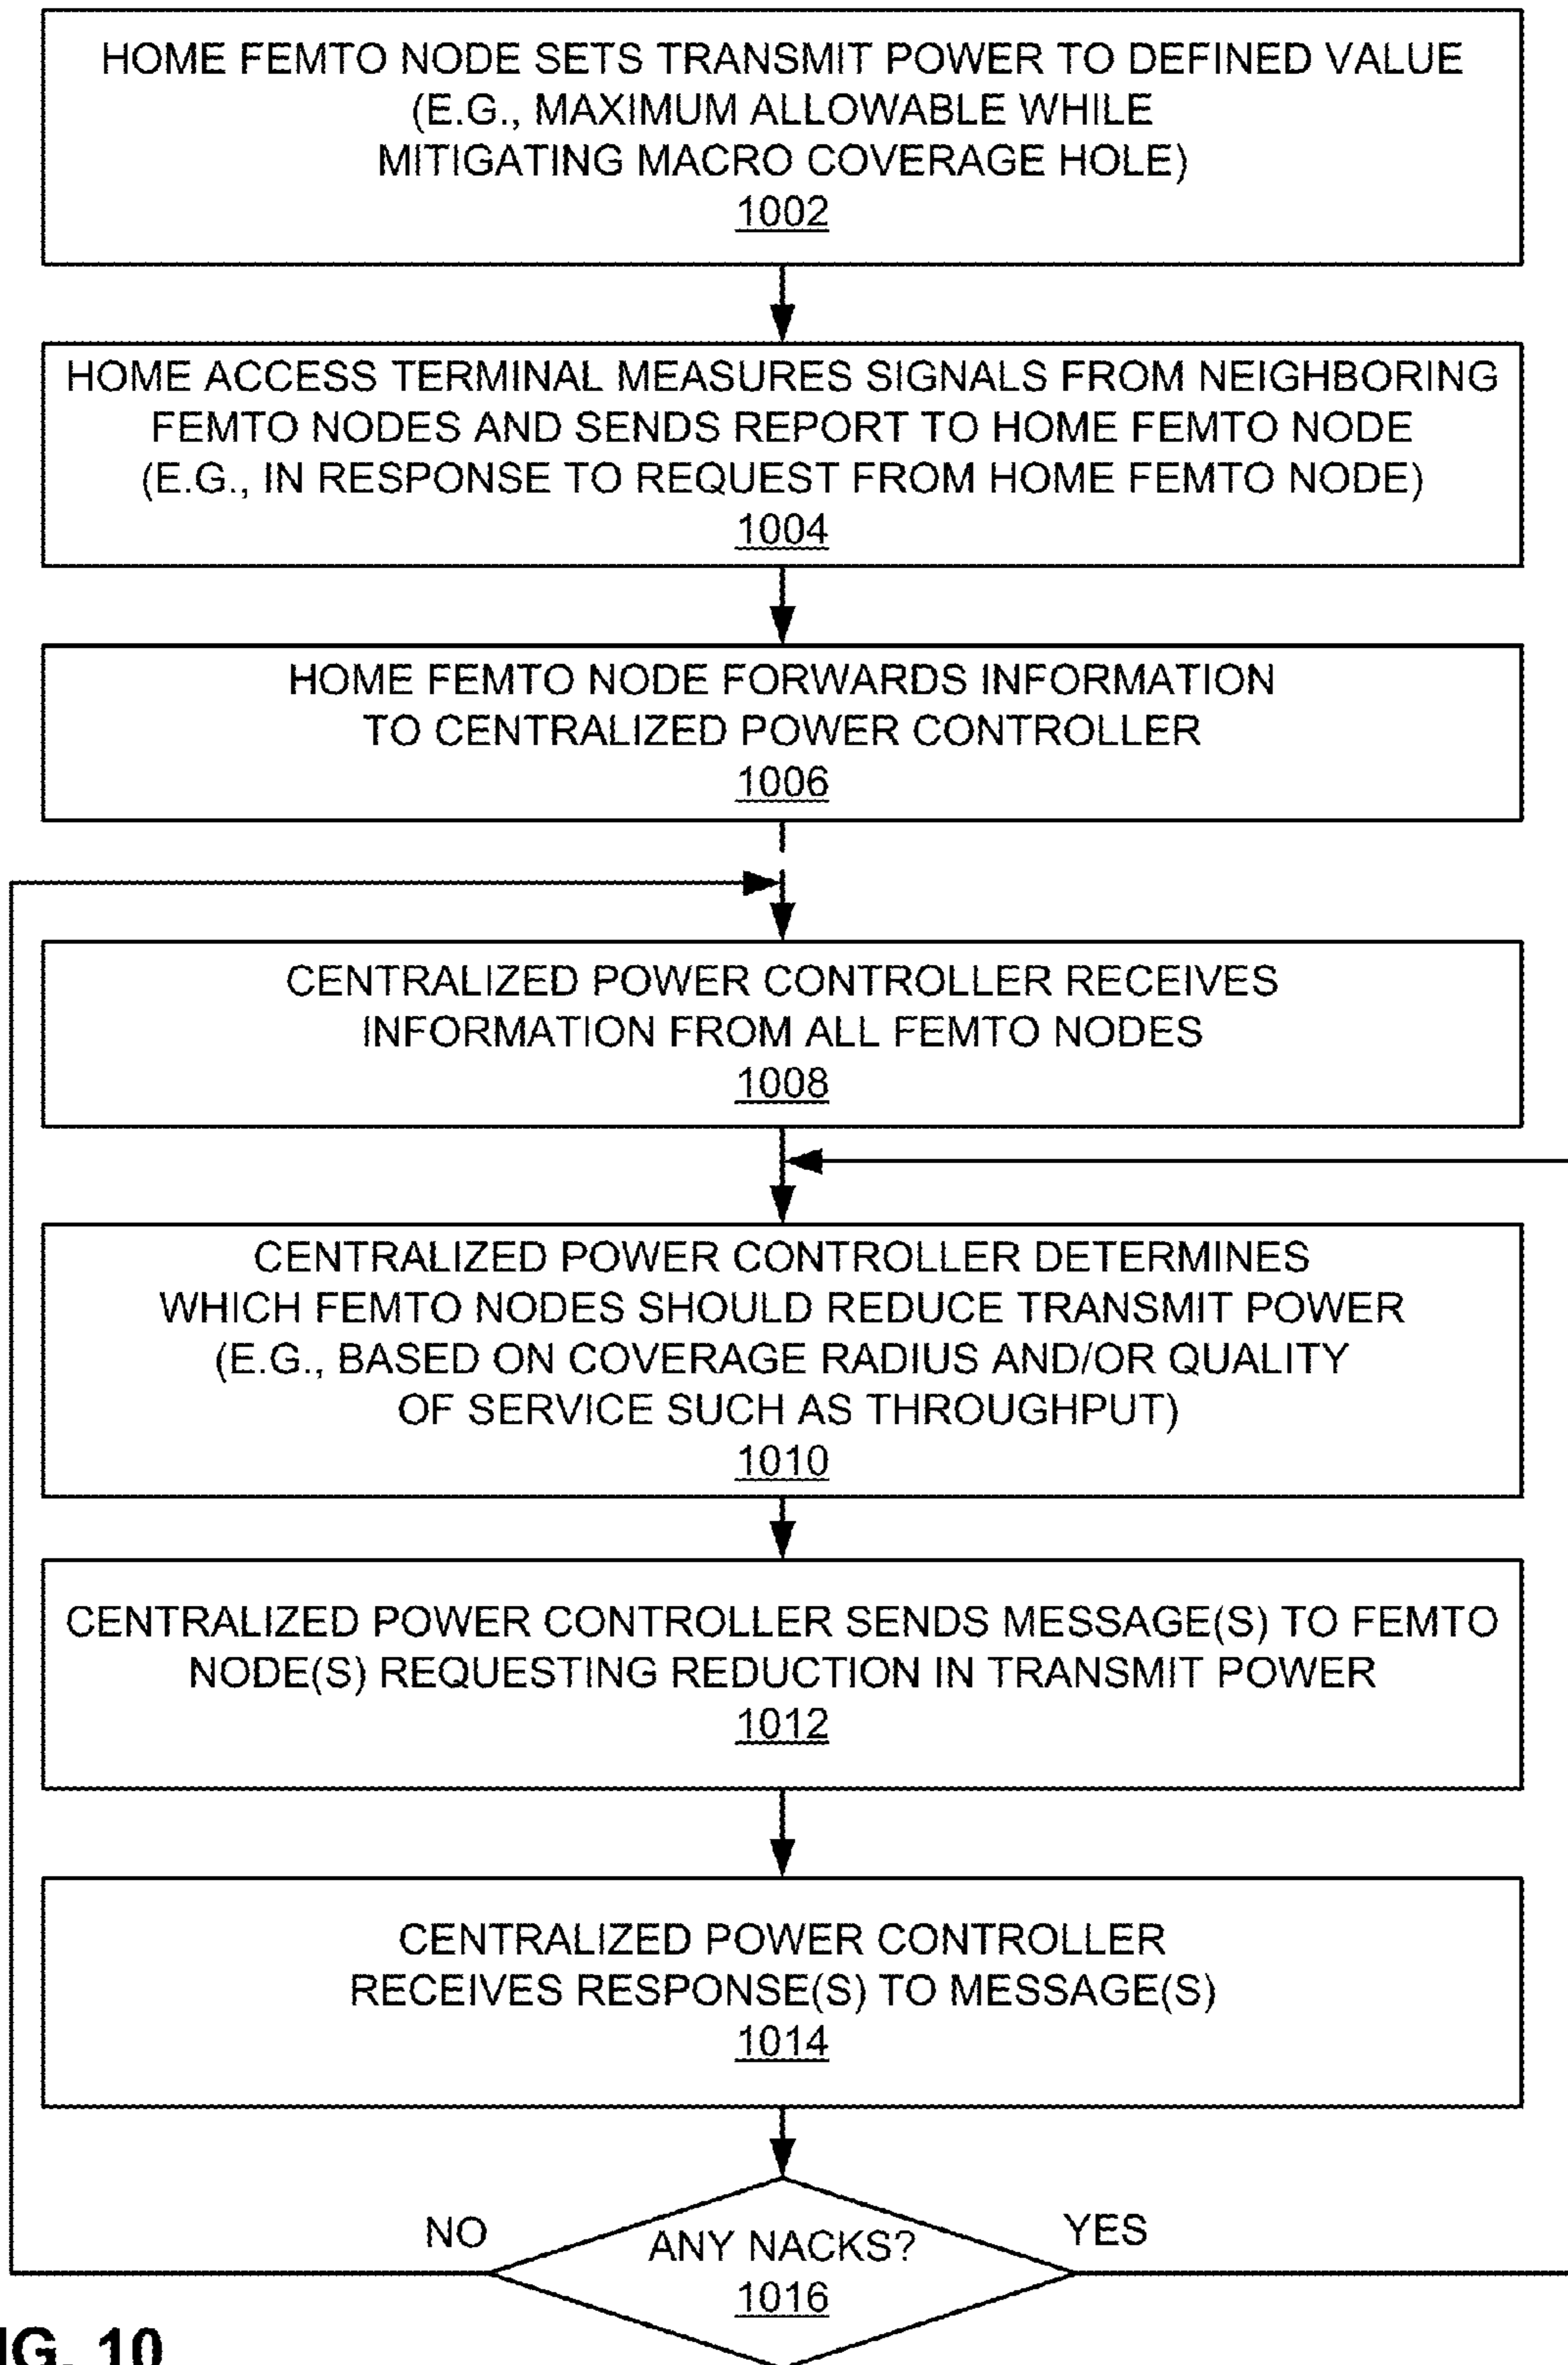 HOME FEMTO NODE SETS TRANSMIT POWER TO DEFINED VALUE
(E.G., MAXIMUM ALLOWABLE WHILE
MITIGATING MACRO COVERAGE HOLE)
1002
HOME ACCESS TERMINAL MEASURES SIGNALS FROM NEIGHBORING
FEMTO NODES AND SENDS REPORT TO HOME FEMTO NODE
(E.G., IN RESPONSE TO REQUEST FROM HOME FEMTO NODE)
1004
HOME FEMTO NODE FORWARDS INFORMATION
TO CENTRALIZED POWER CONTROLLER
1006
CENTRALIZED POWER CONTROLLER RECEIVES
INFORMATION FROM ALL FEMTO NODES
1008
CENTRALIZED POWER CONTROLLER DETERMINES
WHICH FEMTO NODES SHOULD REDUCE TRANSMIT POWER
(E.G., BASED ON COVERAGE RADIUS AND/OR QUALITY
OF SERVICE SUCH AS THROUGHPUT)
1010
CENTRALIZED POWER CONTROLLER SENDS MESSAGE(S) TO FEMTO
NODE(S) REQUESTING REDUCTION IN TRANSMIT POWER
1012
CENTRALIZED POWER CONTROLLER
RECEIVES RESPONSE(S) TO MESSAGE(S)
1014
NO
YES
ANY NACKS?
1016
IG. 10